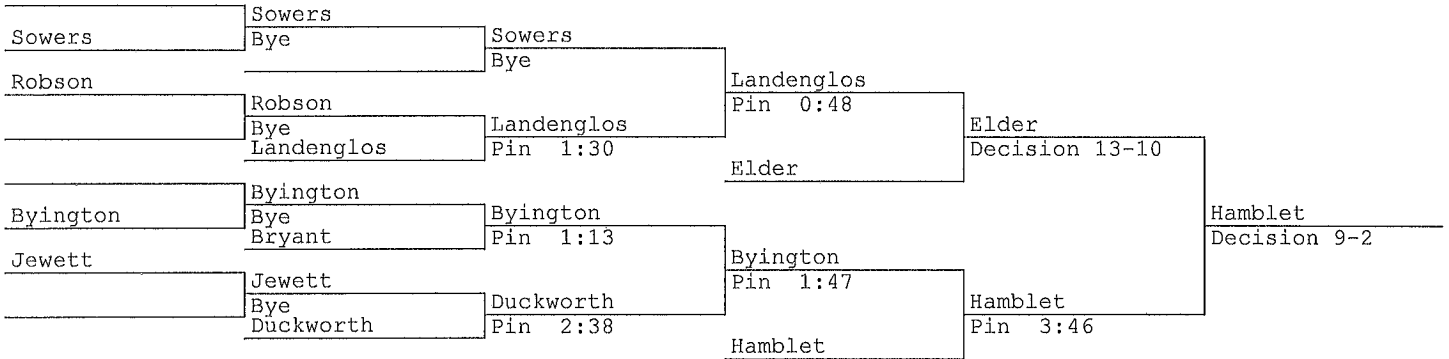 Sowers
Robson
Byington
Jewett
Sowers
Bye
Robson
Bye
Landenglos
Byington
Bye
Bryant
Jewett
Bye
Duckworth
Sowers
Bye
Landenglos
Pin 1:30
Byington
Pin 1:13
Duckworth
Pin 2:38
Landenglos
Pin 0:48
Elder
Byington
Pin 1:47
Hamblet
Elder
Decision 13-10
Hamblet
Pin 3:46
Hamblet
Decision 9-2